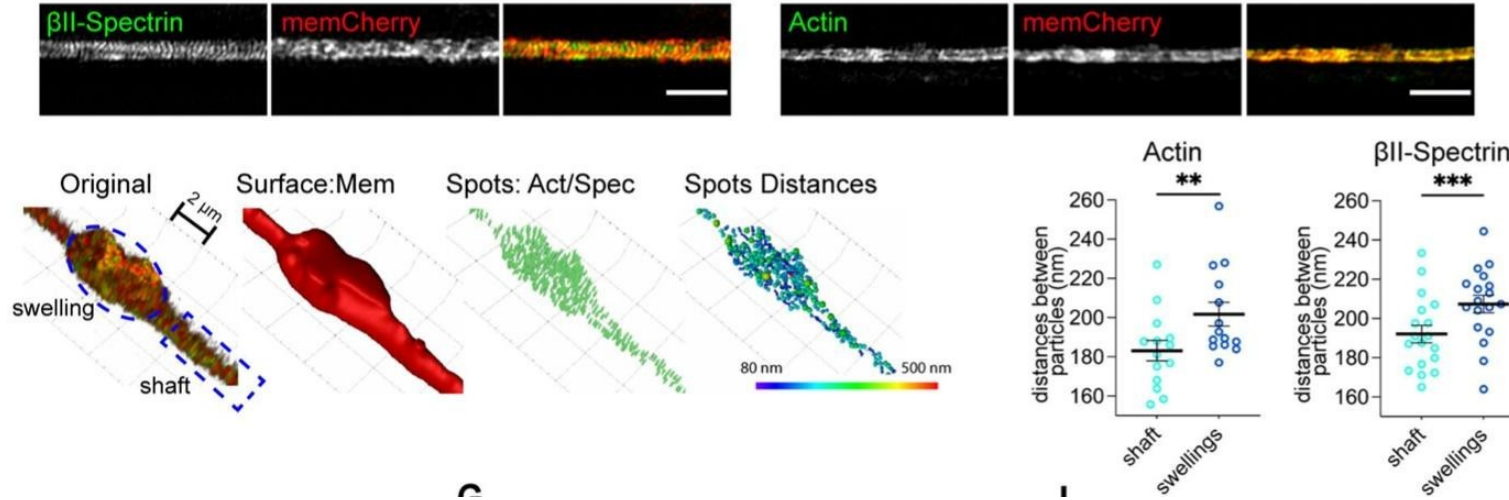 βII-Spectrin
memCherry
Actin
memCherry
Original
Surface:Mem
Spots: Act/Spec
Spots Distances
2 μm
swelling
shaft
80 nm
500 nm
Actin
**
distances between
particles (nm)
260
240
220
200
180
160
shaft
swellings
βII-Spectrin
***
distances between
particles (nm)
260
240
220
200
180
160
shaft
swellings